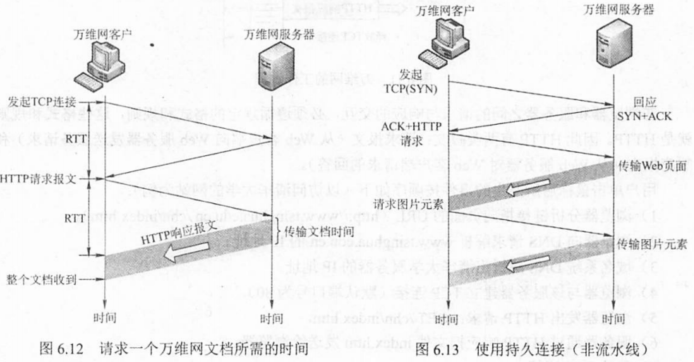 万维网客户
万维网服务器
发起TCP连接
RTT
HTTP请求报文
RTT
HTTP响应报文
传输文档时间
整个文档收到
时间
时间
图 6.12 请求一个万维网文档所需的时间
万维网客户
万维网服务器
发起
TCP(SYN)
回应
SYN+ACK
ACK+HTTP
请求
传输Web页面
请求图片元素
传输图片元素
时间
时间
图 6.13 使用持久连接（非流水线）